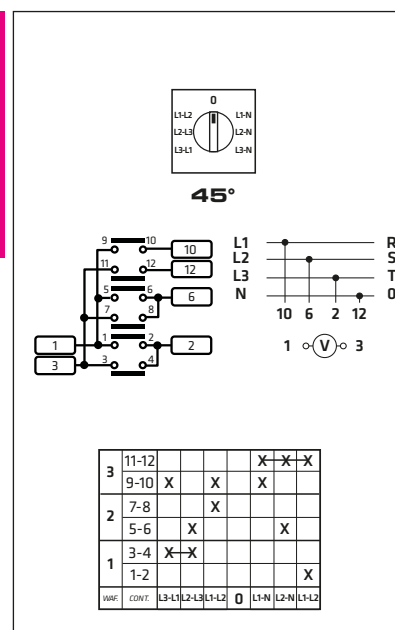 0
L1-L2 L1-N
L2-L3 L2-N
L3-L1 L3-N
45°
9 10 10
11 12 12
5 6 6
7 8
1 1 2 2
3 3 4
L1 R
L2 S
L3 T
N 0
10 6 2 12
1 V 3
3 11-12 X X X
9-10 X X X
2 7-8 X
5-6 X X
1 3-4 X X
1-2 X
WAF. CONT. L3-L1 L2-L3 L1-L2 0 L1-N L2-N L1-L2